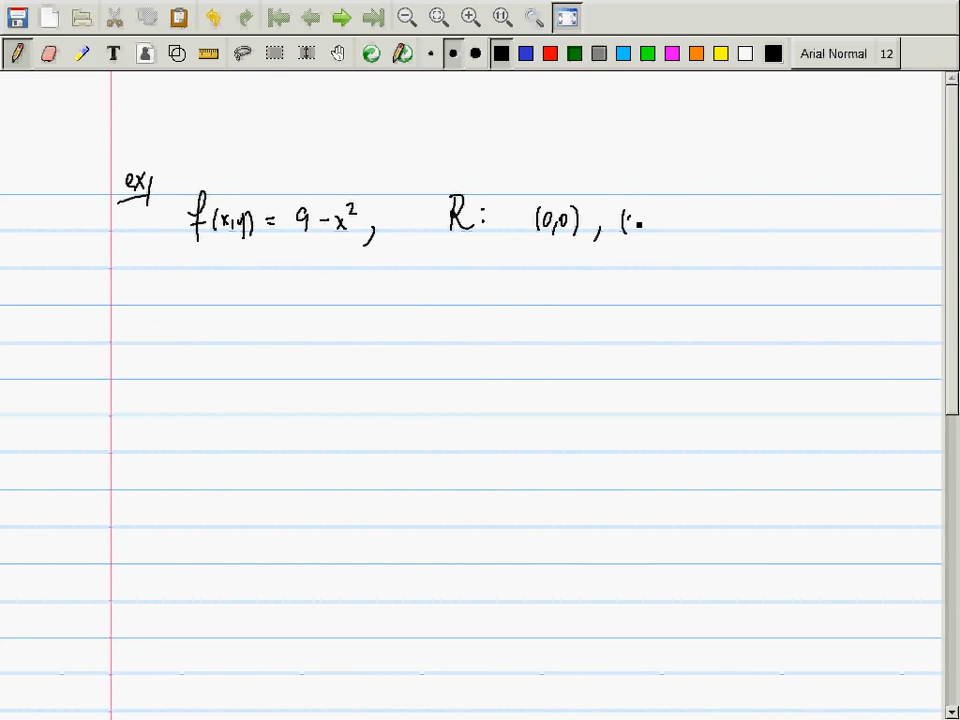 Arial Normal 12
ex/
f(x,y) = 9 - x², R: (0,0) , (